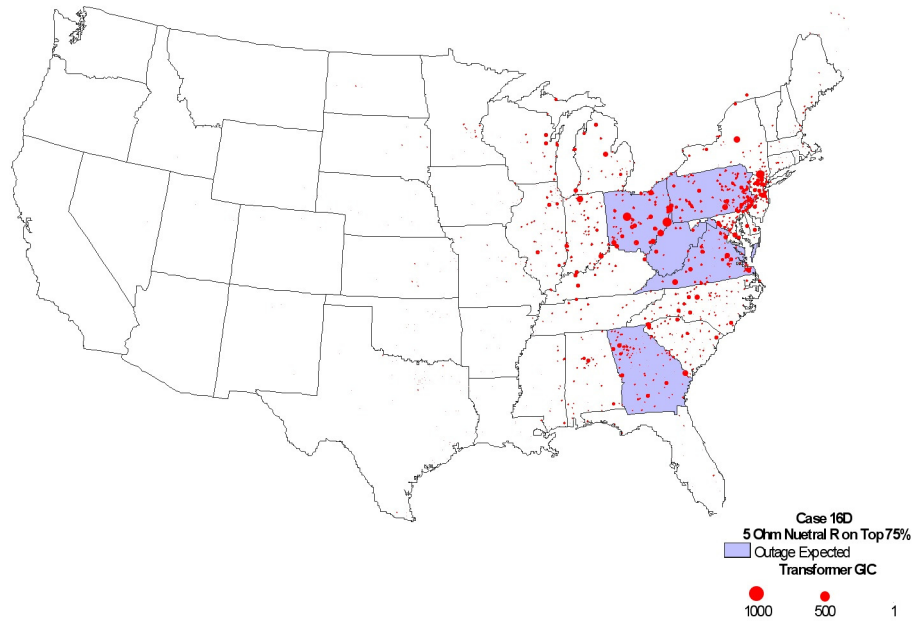 Case 16D
5 Ohm Nuetral R on Top 75%
Outage Expected
Transformer GIC
1000 500 1